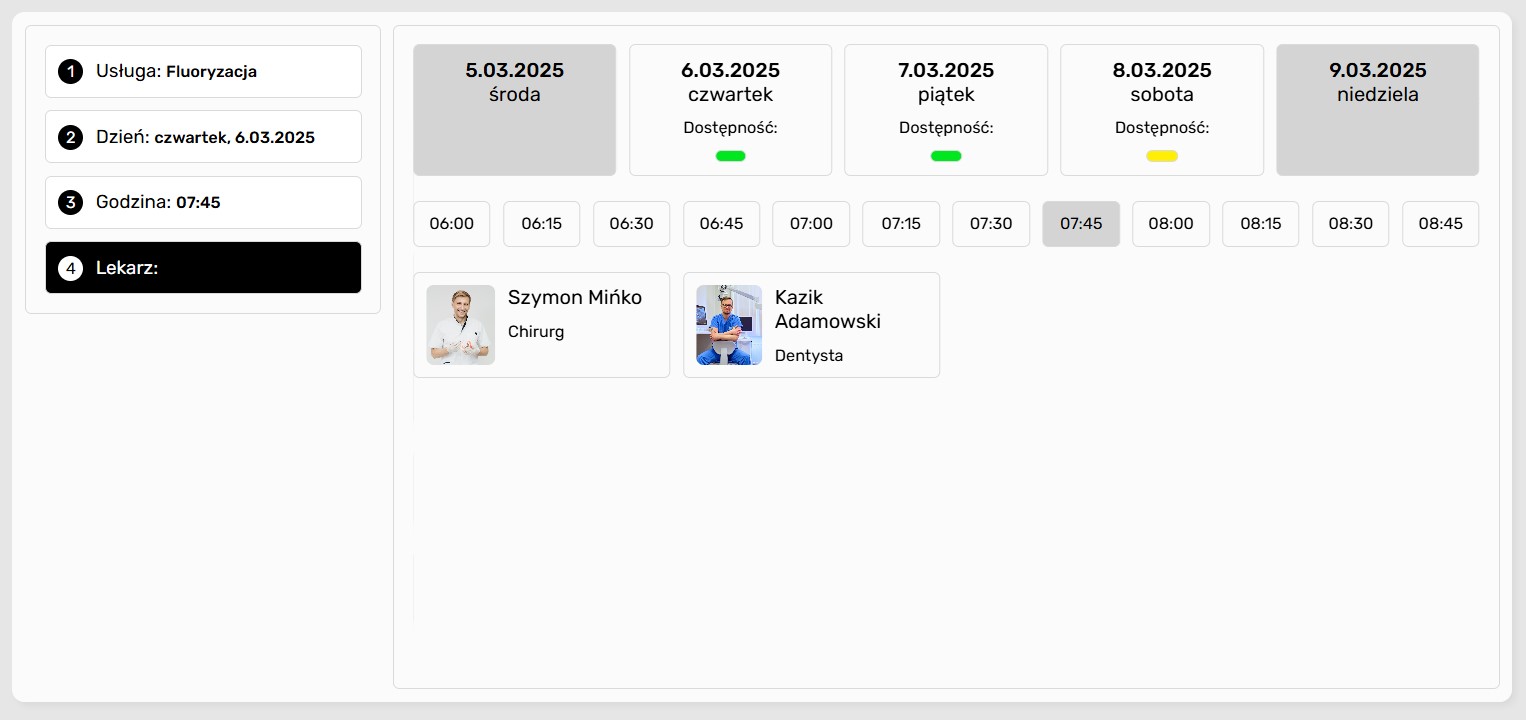 1 Usługa: Fluoryzacja
2 Dzień: czwartek, 6.03.2025
3 Godzina: 07:45
4 Lekarz:
5.03.2025
środa
6.03.2025
czwartek
Dostępność:
7.03.2025
piątek
Dostępność:
8.03.2025
sobota
Dostępność:
9.03.2025
niedziela
06:00 06:15 06:30 06:45 07:00 07:15 07:30 07:45 08:00 08:15 08:30 08:45
Szymon Mińko
Chirurg
Kazik
Adamowski
Dentysta